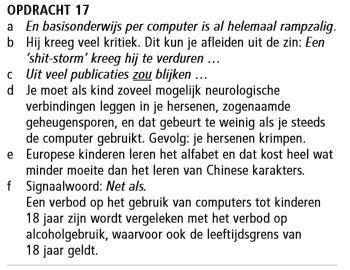 OPDRACHT 17
a En basisonderwijs per computer is al helemaal rampzalig.
b Hij kreeg veel kritiek. Dit kun je afleiden uit de zin: Een
‘shit-storm’ kreeg hij te verduren …
c Uit veel publicaties zou blijken …
d Je moet als kind zoveel mogelijk neurologische
verbindingen leggen in je hersenen, zogenaamde
geheugensporen, en dat gebeurt te weinig als je steeds
de computer gebruikt. Gevolg: je hersenen krimpen.
e Europese kinderen leren het alfabet en dat kost heel wat
minder moeite dan het leren van Chinese karakters.
f Signaalwoord: Net als.
Een verbod op het gebruik van computers tot kinderen
18 jaar zijn wordt vergeleken met het verbod op
alcoholgebruik, waarvoor ook de leeftijdsgrens van
18 jaar geldt.